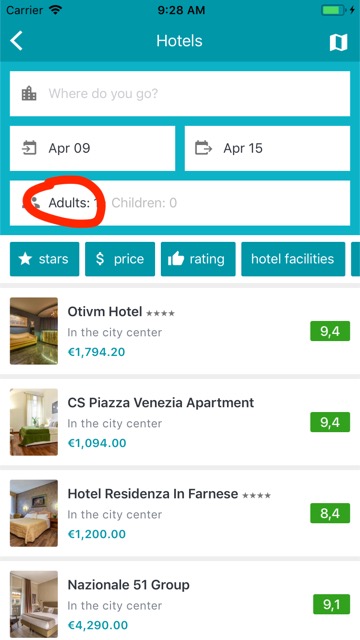 Carrier 9:28 AM
Hotels
Where do you go?
Apr 09 Apr 15
Adults: 1 Children: 0
stars $ price rating hotel facilities
Otivm Hotel ★★★★
In the city center
€1,794.20
9,4
CS Piazza Venezia Apartment
In the city center
€1,094.00
9,4
Hotel Residenza In Farnese ★★★★
In the city center
€1,200.00
8,4
Nazionale 51 Group
In the city center
€4,290.00
9,1